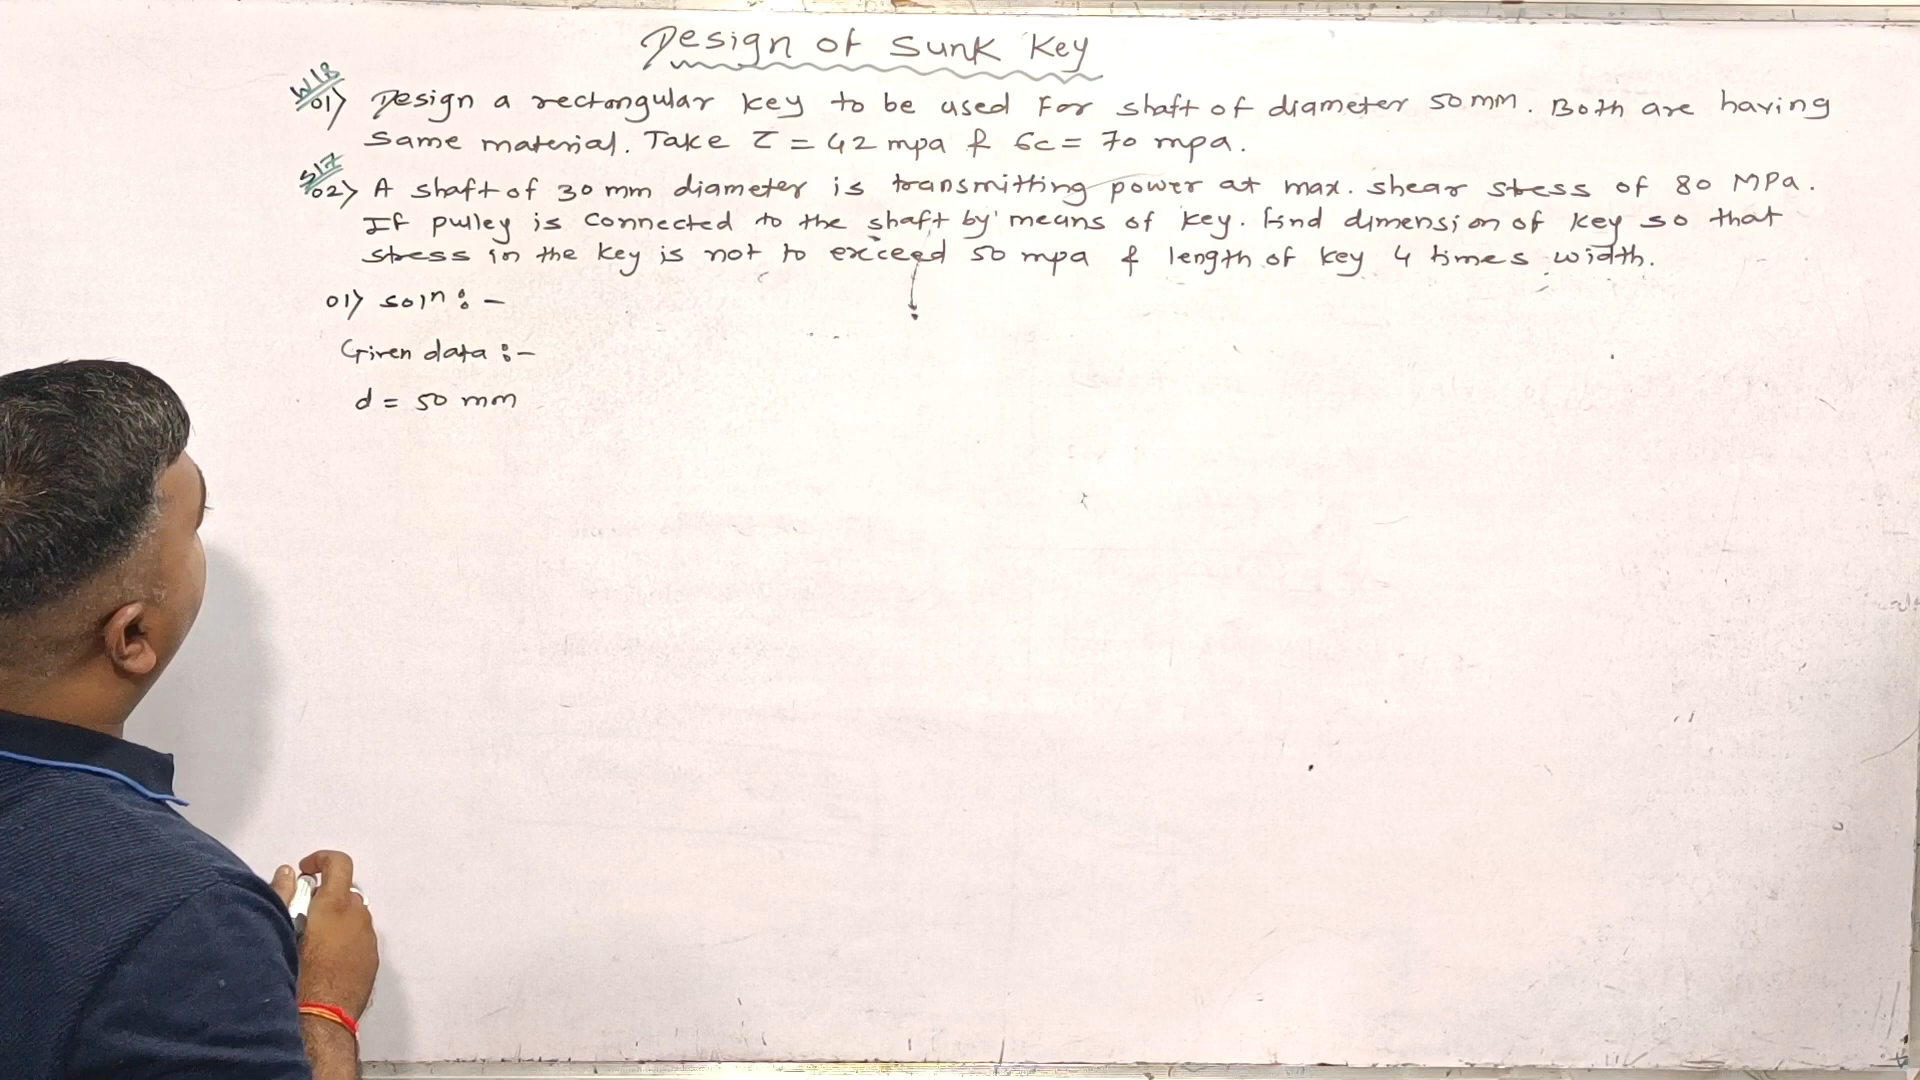 Design of Sunk Key
W18
01) Design a rectangular key to be used For shaft of diameter 50 mm. Both are having
Same material. Take τ = 42 mpa & σc = 70 mpa.
S17
02) A shaft of 30 mm diameter is transmitting power at max. shear stress of 80 MPa.
If pulley is connected to the shaft by means of key. find dimension of key so that
stress in the key is not to exceed 50 mpa & length of key 4 times width.
01) soln :-
Given data :-
d = 50 mm